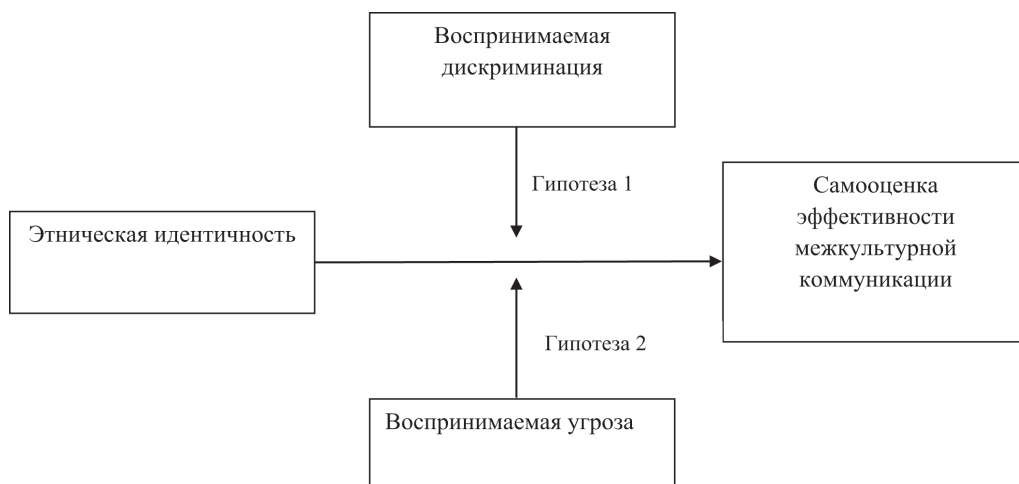 Воспринимаемая
дискриминация
Гипотеза 1
Этническая идентичность
Самооценка
эффективности
межкультурной
коммуникации
Гипотеза 2
Воспринимаемая угроза